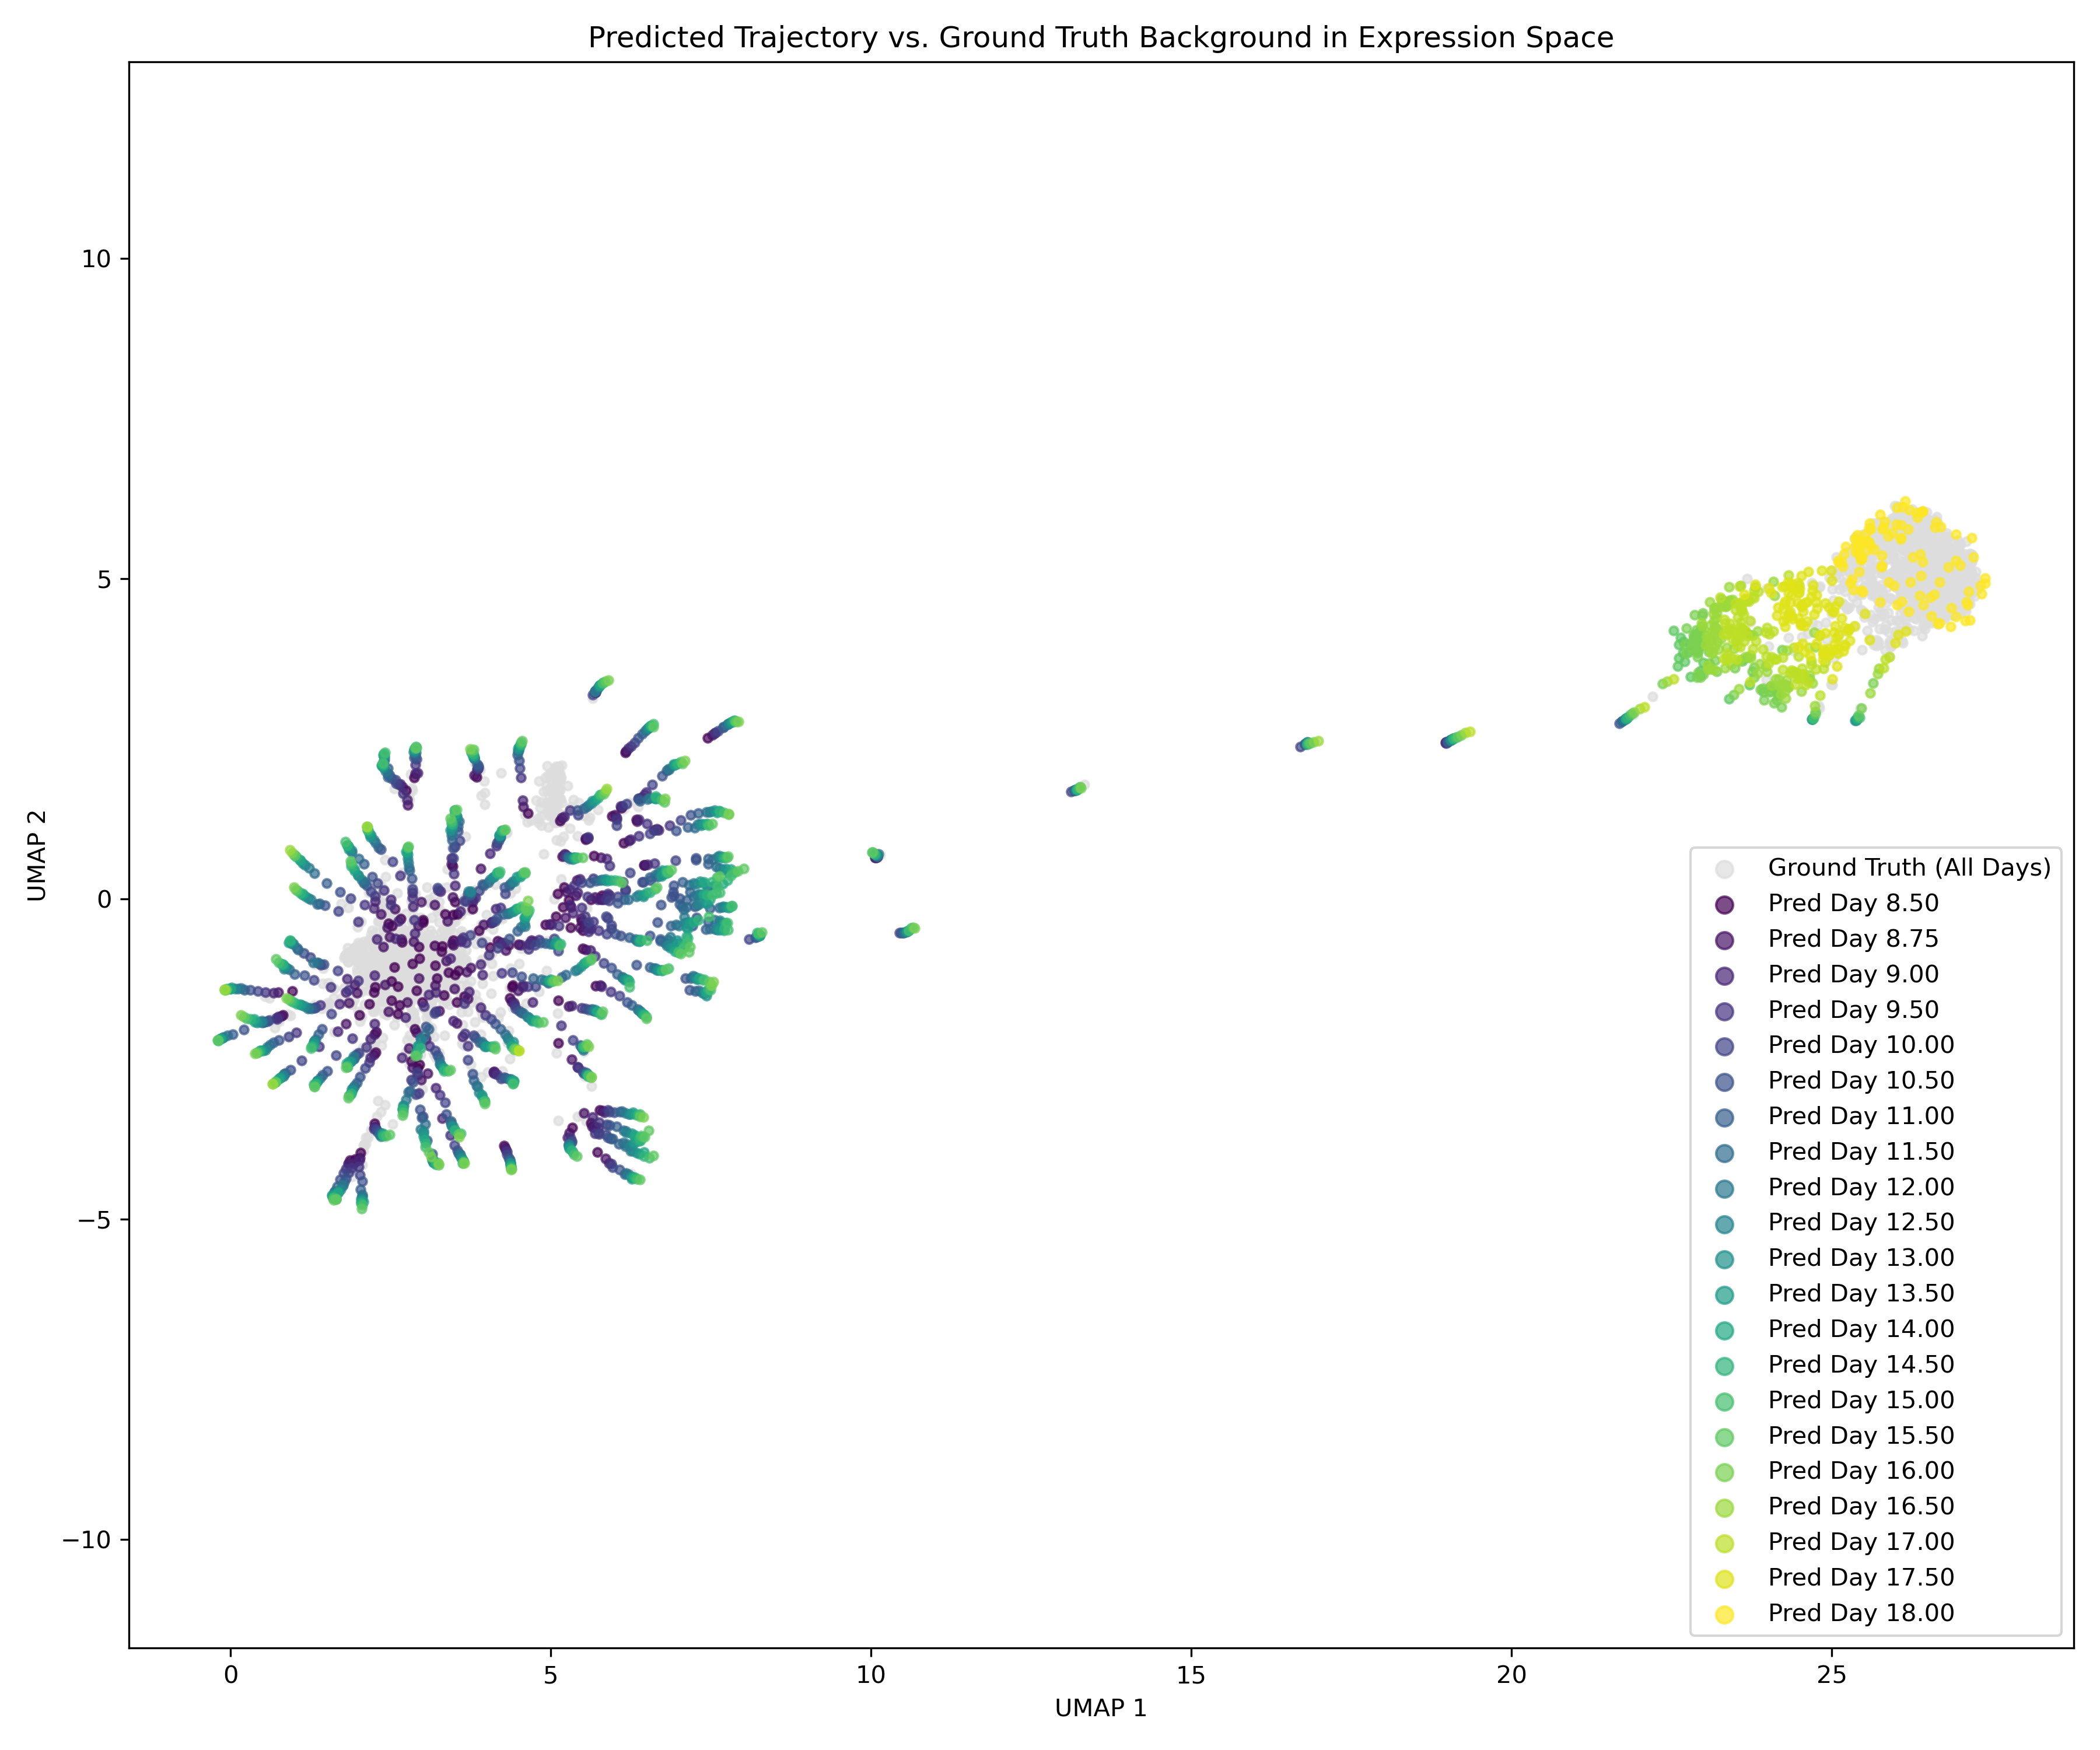 Predicted Trajectory vs. Ground Truth Background in Expression Space
10
5
0
−5
−10
UMAP 2
0
5
10
15
20
25
UMAP 1
Ground Truth (All Days)
Pred Day 8.50
Pred Day 8.75
Pred Day 9.00
Pred Day 9.50
Pred Day 10.00
Pred Day 10.50
Pred Day 11.00
Pred Day 11.50
Pred Day 12.00
Pred Day 12.50
Pred Day 13.00
Pred Day 13.50
Pred Day 14.00
Pred Day 14.50
Pred Day 15.00
Pred Day 15.50
Pred Day 16.00
Pred Day 16.50
Pred Day 17.00
Pred Day 17.50
Pred Day 18.00